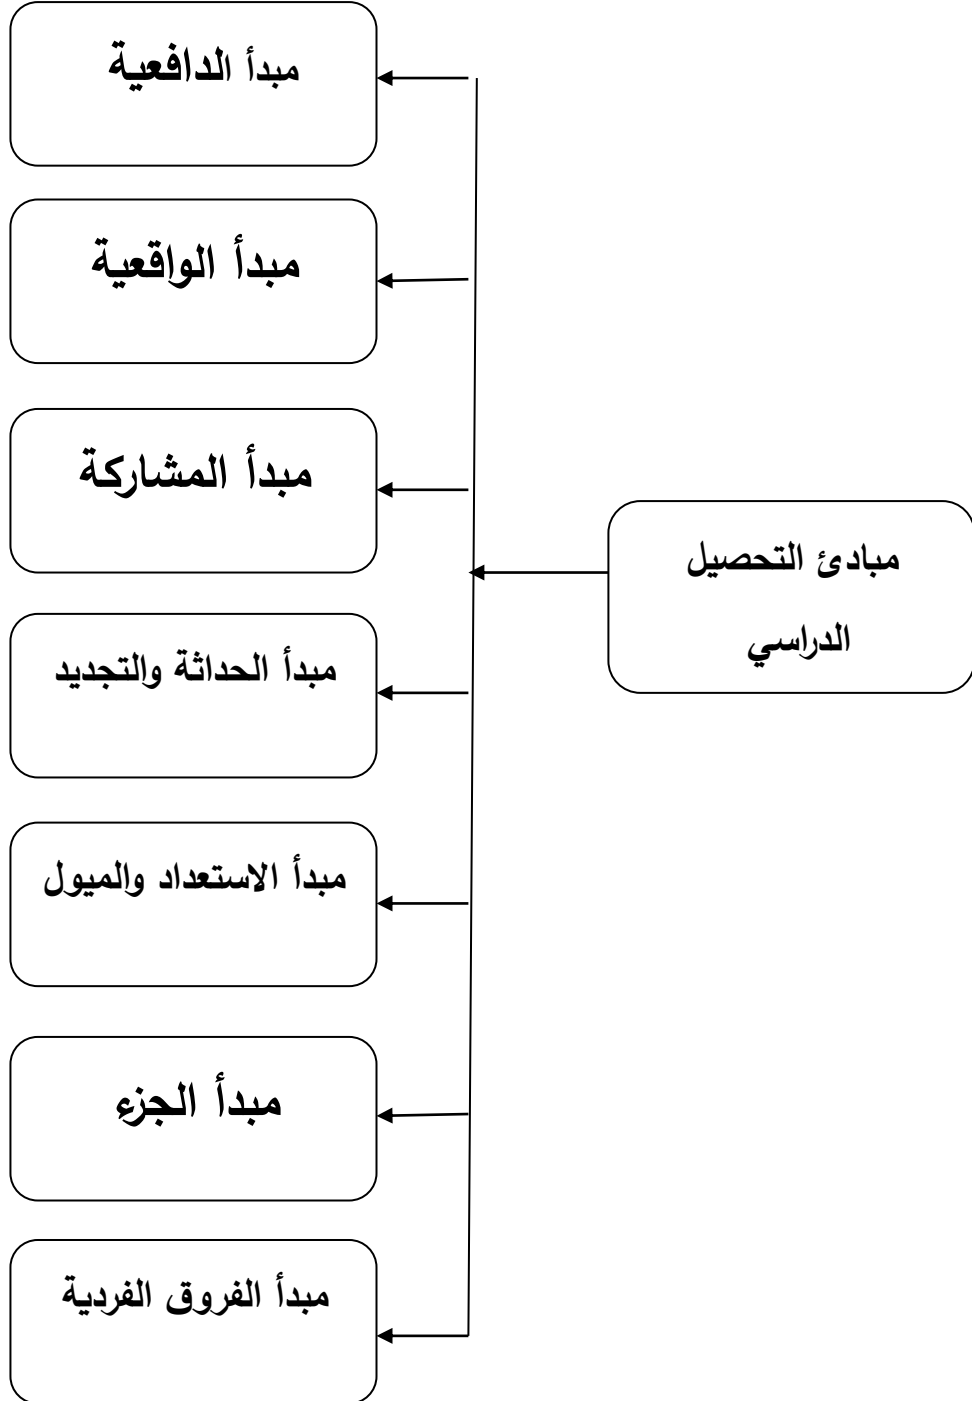 مبادئ التحصيل
الدراسي
مبدأ الدافعية
مبدأ الواقعية
مبدأ المشاركة
مبدأ الحداثة والتجديد
مبدأ الاستعداد والميول
مبدأ الجزء
مبدأ الفروق الفردية